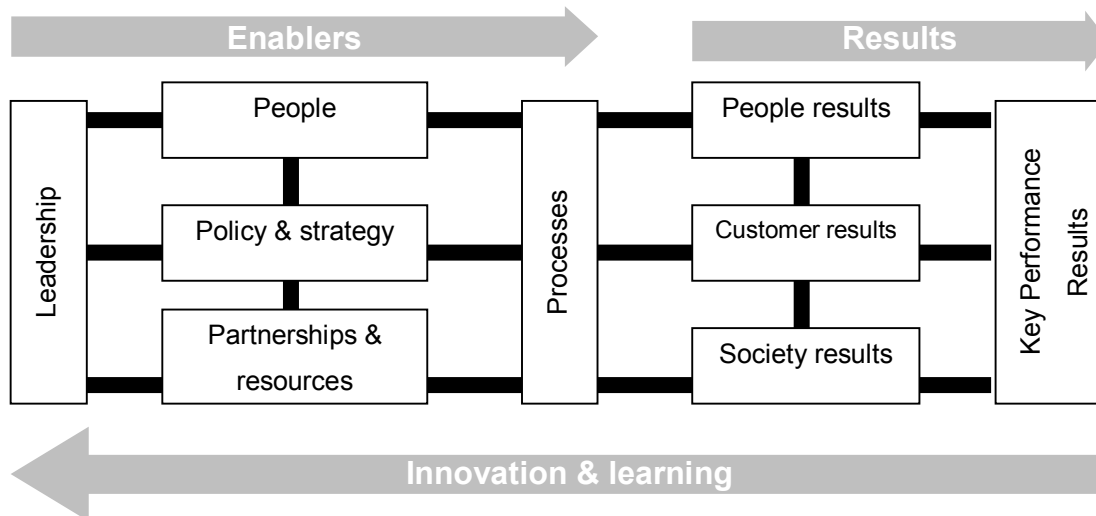 Enablers
Results
Leadership
People
Policy & strategy
Partnerships &
resources
Processes
People results
Customer results
Society results
Key Performance
Results
Innovation & learning